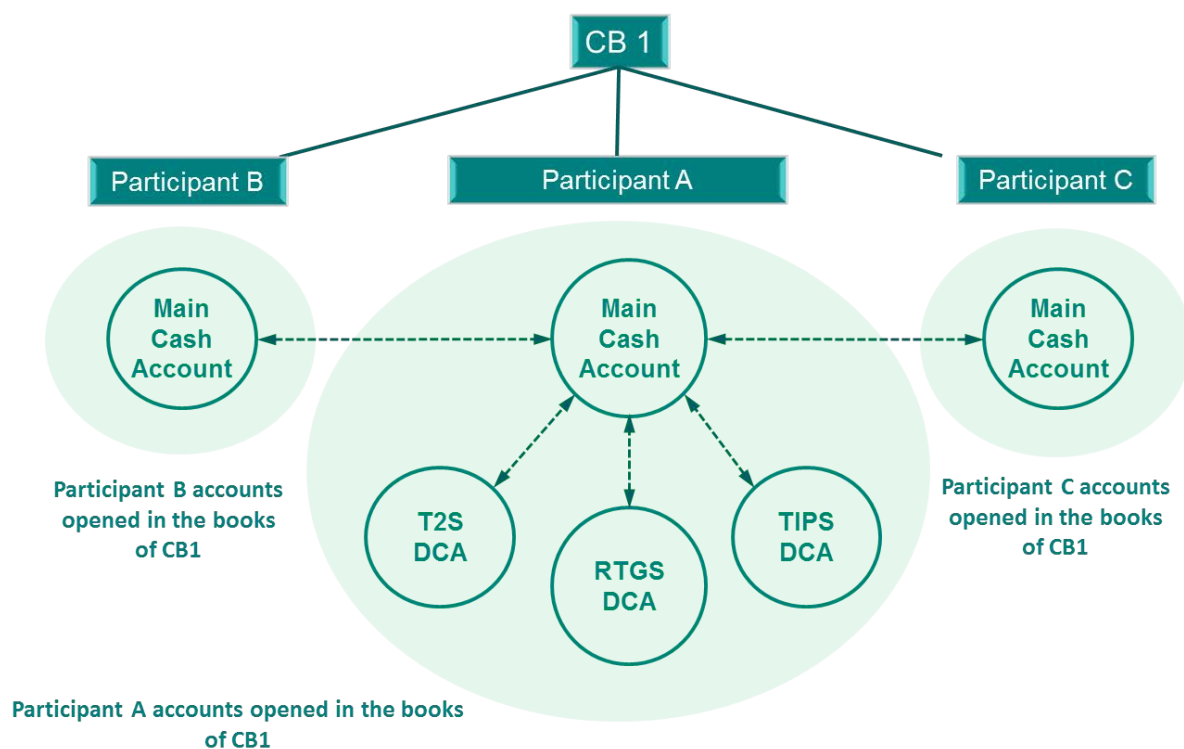 CB 1
Participant B
Participant A
Participant C
Main
Cash
Account
Main
Cash
Account
Main
Cash
Account
T2S
DCA
RTGS
DCA
TIPS
DCA
Participant B accounts
opened in the books
of CB1
Participant C accounts
opened in the books
of CB1
Participant A accounts opened in the books
of CB1